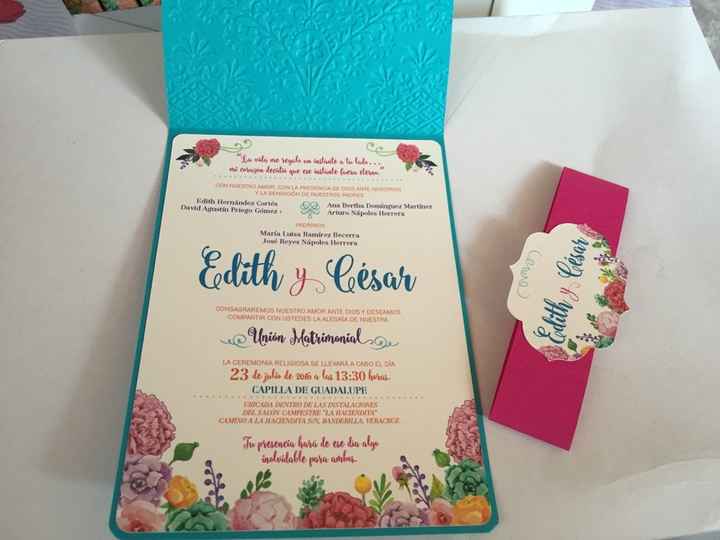 "La vida me regaló un instante a tu lado...
mi corazón decidió que ese instante fuera eterno."
CON NUESTRO AMOR, CON LA PRESENCIA DE DIOS ANTE NOSOTROS
Y LA BENDICIÓN DE NUESTROS PADRES
Edith Hernández Cortés
David Agustín Priego Gómez +
Ana Bertha Domínguez Martínez
Arturo Nápoles Herrera
PADRINOS
María Luisa Ramírez Becerra
José Reyes Nápoles Herrera
Edith y César
CONSAGRAREMOS NUESTRO AMOR ANTE DIOS Y DESEAMOS
COMPARTIR CON USTEDES LA ALEGRÍA DE NUESTRA
Unión Matrimonial
LA CEREMONIA RELIGIOSA SE LLEVARÁ A CABO EL DÍA
23 de julio de 2016 a las 13:30 horas.
CAPILLA DE GUADALUPE
UBICADA DENTRO DE LAS INSTALACIONES
DEL SALÓN CAMPESTRE "LA HACIENDITA"
CAMINO A LA HACIENDITA S/N, BANDERILLA, VERACRUZ
Tu presencia hará de ese día algo
inolvidable para ambos.
Edith y César